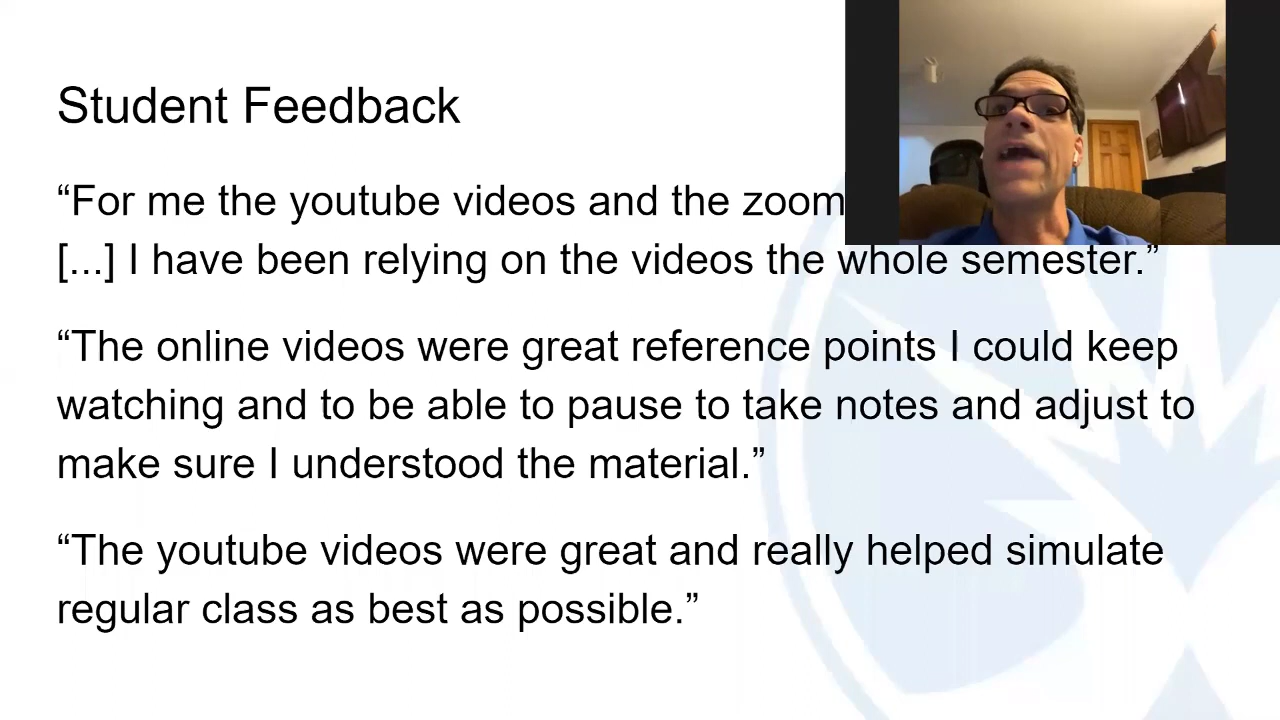 Student Feedback
“For me the youtube videos and the zoom
[...] I have been relying on the videos the whole semester.”
“The online videos were great reference points I could keep
watching and to be able to pause to take notes and adjust to
make sure I understood the material.”
“The youtube videos were great and really helped simulate
regular class as best as possible.”